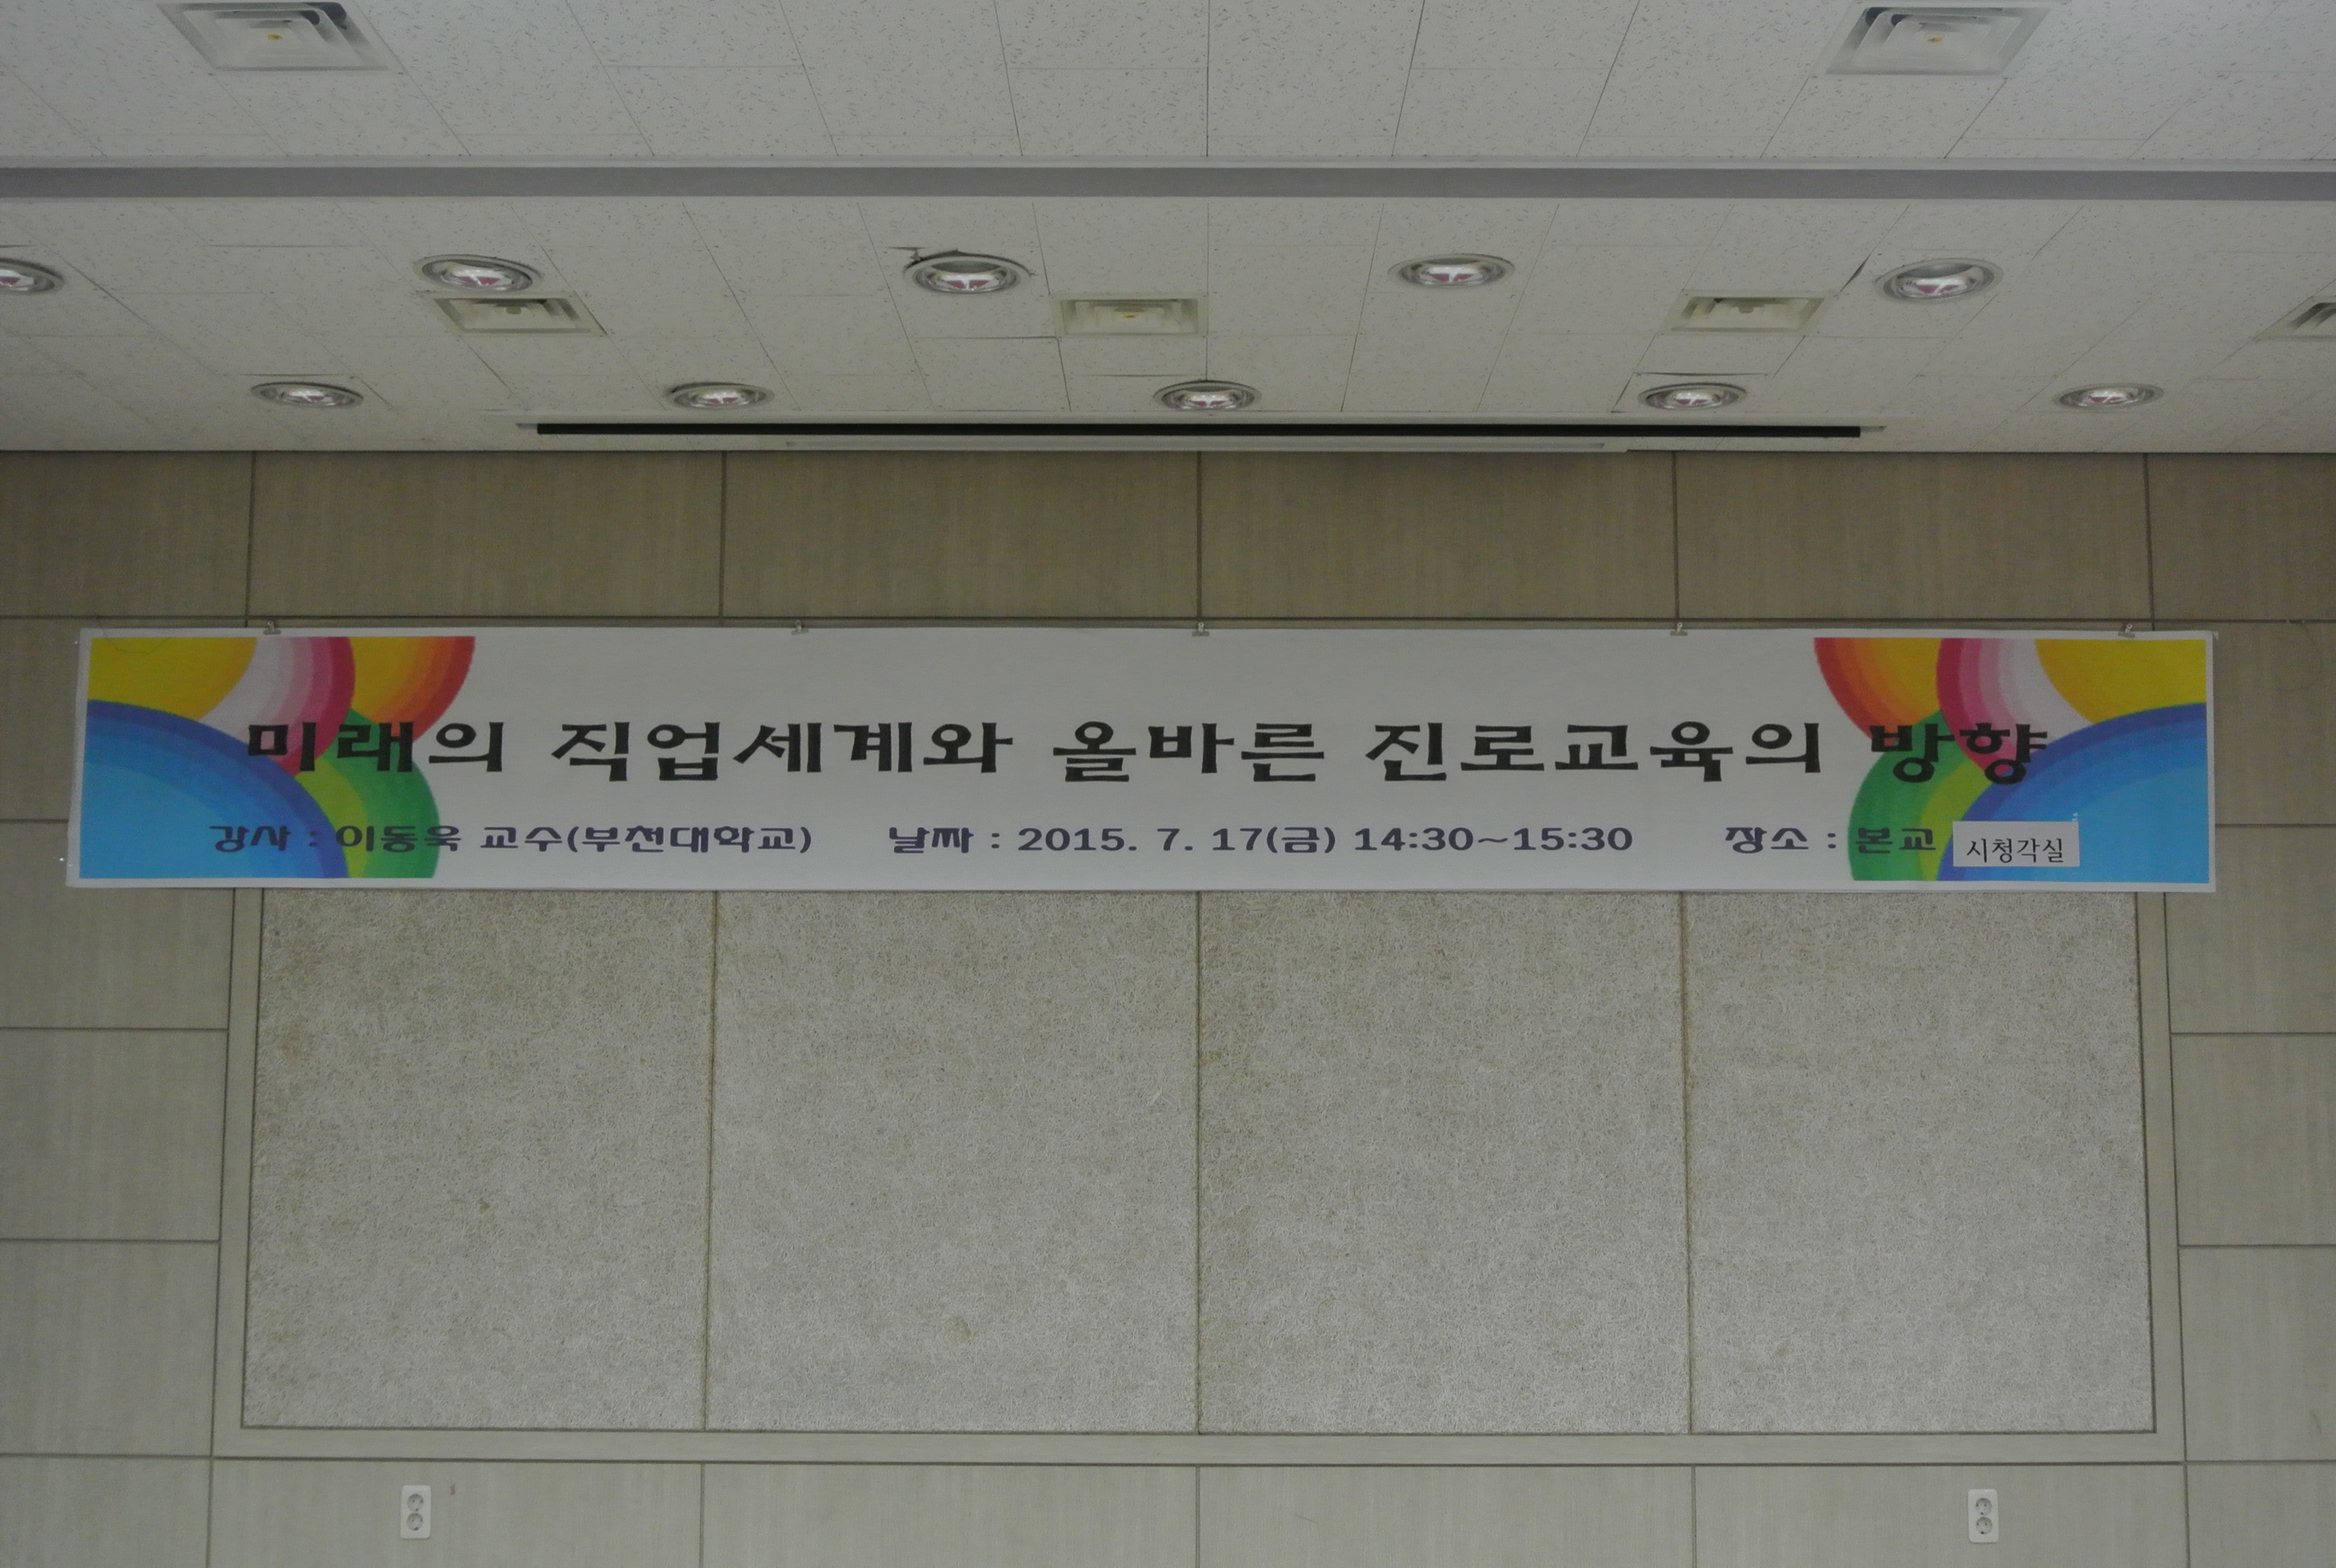 미래의 직업세계와 올바른 진로교육의 방향
강사 : 이동욱 교수(부천대학교) 날짜 : 2015. 7. 17(금) 14:30~15:30 장소 : 본교 시청각실